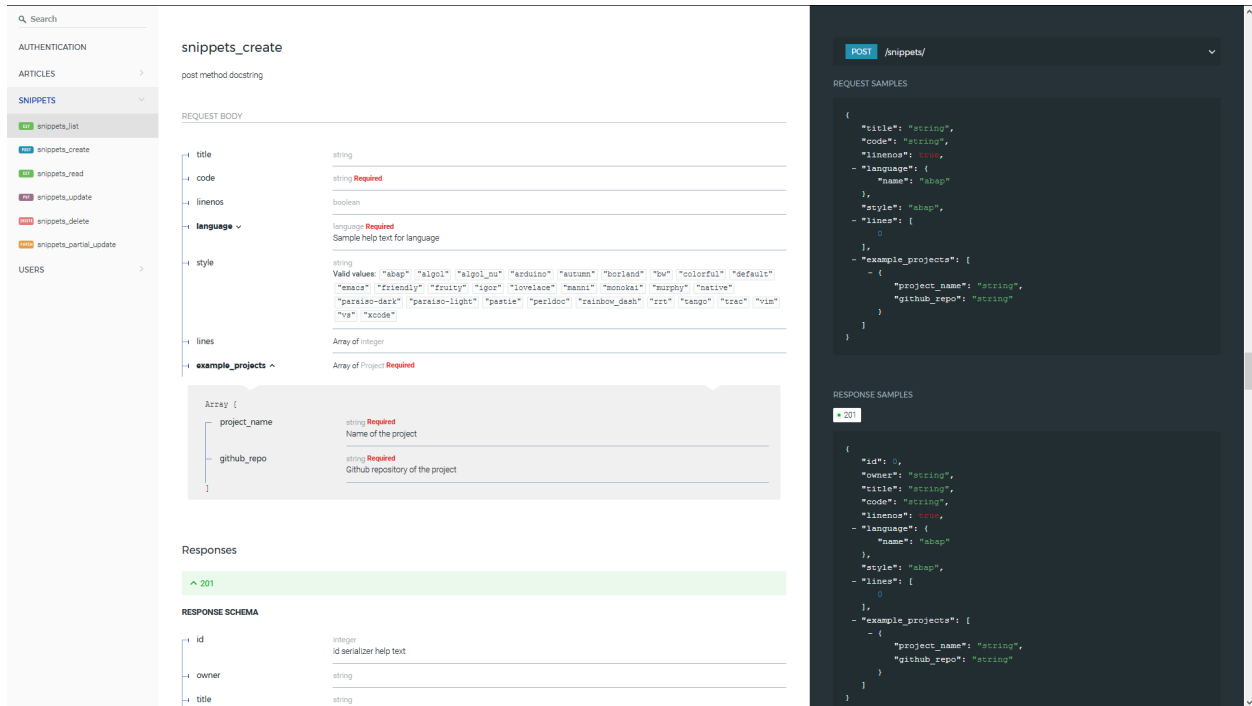 Search
AUTHENTICATION
ARTICLES
SNIPPETS
GET snippets_list
POST snippets_create
GET snippets_read
PUT snippets_update
DELETE snippets_delete
PATCH snippets_partial_update
USERS
snippets_create
post method docstring
REQUEST BODY
title string
code string Required
linenos boolean
language language Required
Sample help text for language
style string
Valid values: "abap" "algol" "algol_nu" "arduino" "autumn" "borland" "bw" "colorful" "default"
"emacs" "friendly" "fruity" "igor" "lovelace" "manni" "monokai" "murphy" "native"
"paraiso-dark" "paraiso-light" "pastie" "perldoc" "rainbow_dash" "rrt" "tango" "trac" "vim"
"vs" "xcode"
lines Array of integer
example_projects Array of Project Required
Array [
project_name string Required
Name of the project
github_repo string Required
Github repository of the project
]
Responses
201
RESPONSE SCHEMA
id integer
id serializer help text
owner string
title string
POST /snippets/
REQUEST SAMPLES
{
"title": "string",
"code": "string",
"linenos": true,
- "language": {
"name": "abap"
},
"style": "abap",
- "lines": [
0
],
- "example_projects": [
- {
"project_name": "string",
"github_repo": "string"
}
]
}
RESPONSE SAMPLES
201
{
"id": 0,
"owner": "string",
"title": "string",
"code": "string",
"linenos": true,
- "language": {
"name": "abap"
},
"style": "abap",
- "lines": [
0
],
- "example_projects": [
- {
"project_name": "string",
"github_repo": "string"
}
]
}